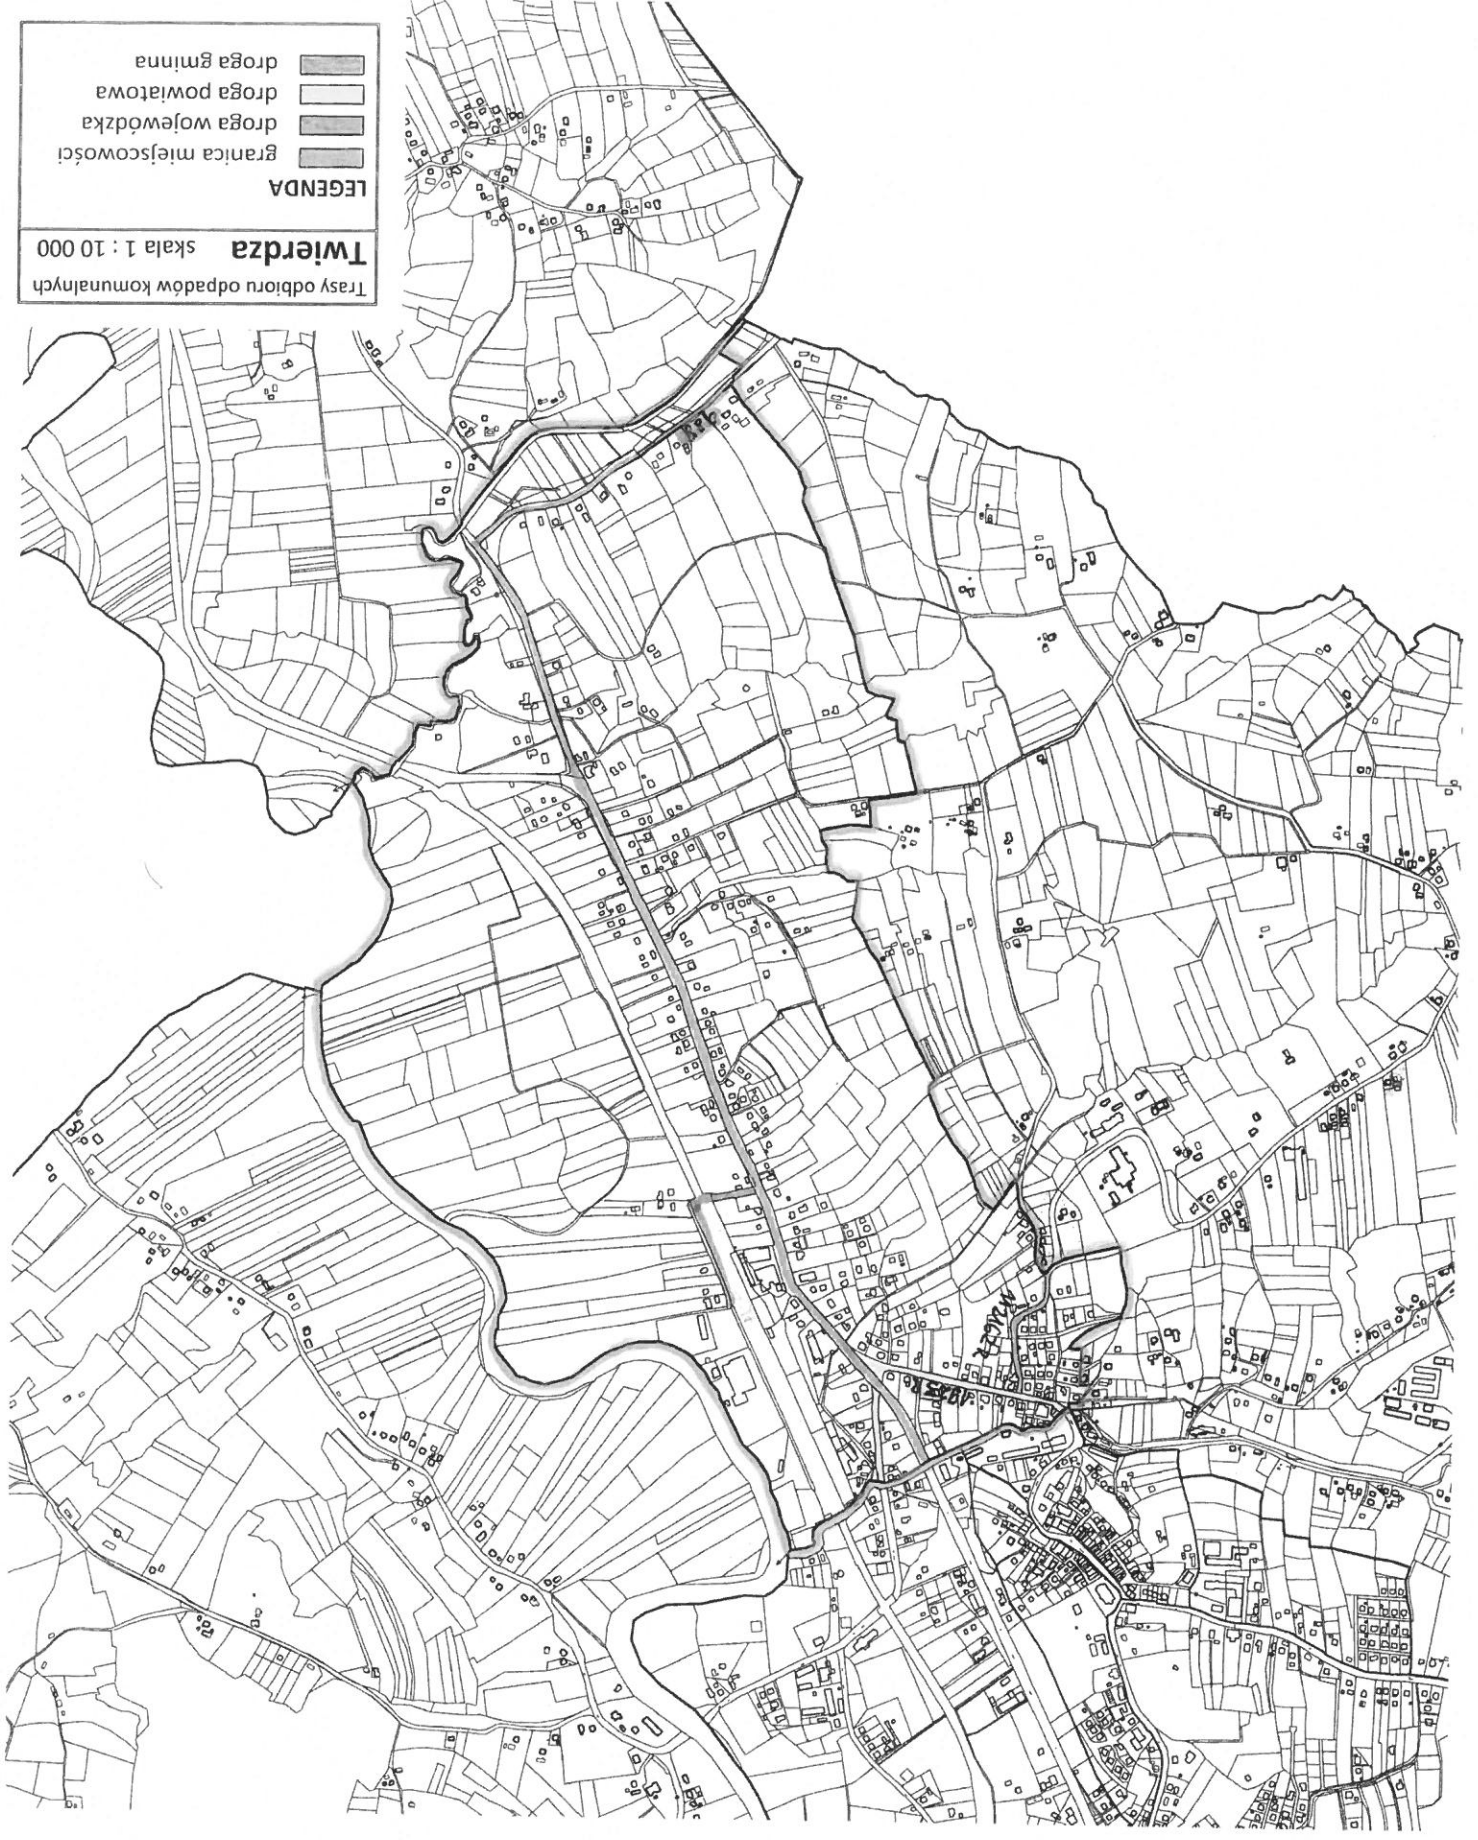 Trasy odbioru odpadów komunalnych
Twierdza skala 1 : 10 000
LEGENDA
granica miejscowości
droga wojewódzka
droga powiatowa
droga gminna